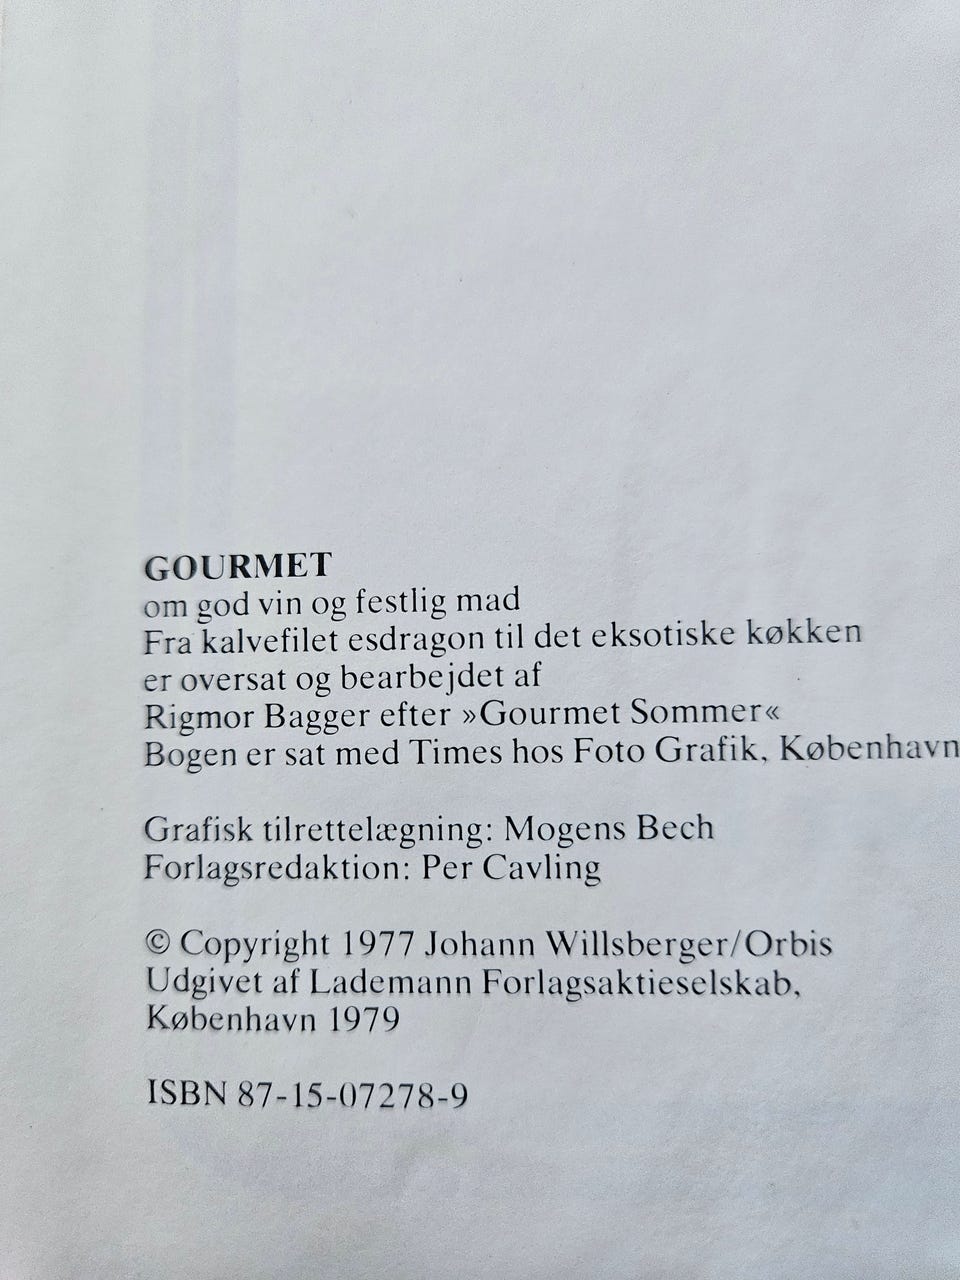 GOURMET
om god vin og festlig mad
Fra kalvefilet esdragon til det eksotiske køkken
er oversat og bearbejdet af
Rigmor Bagger efter »Gourmet Sommer«
Bogen er sat med Times hos Foto Grafik, København
Grafisk tilrettelægning: Mogens Bech
Forlagsredaktion: Per Cavling
© Copyright 1977 Johann Willsberger/Orbis
Udgivet af Lademann Forlagsaktieselskab,
København 1979
ISBN 87-15-07278-9